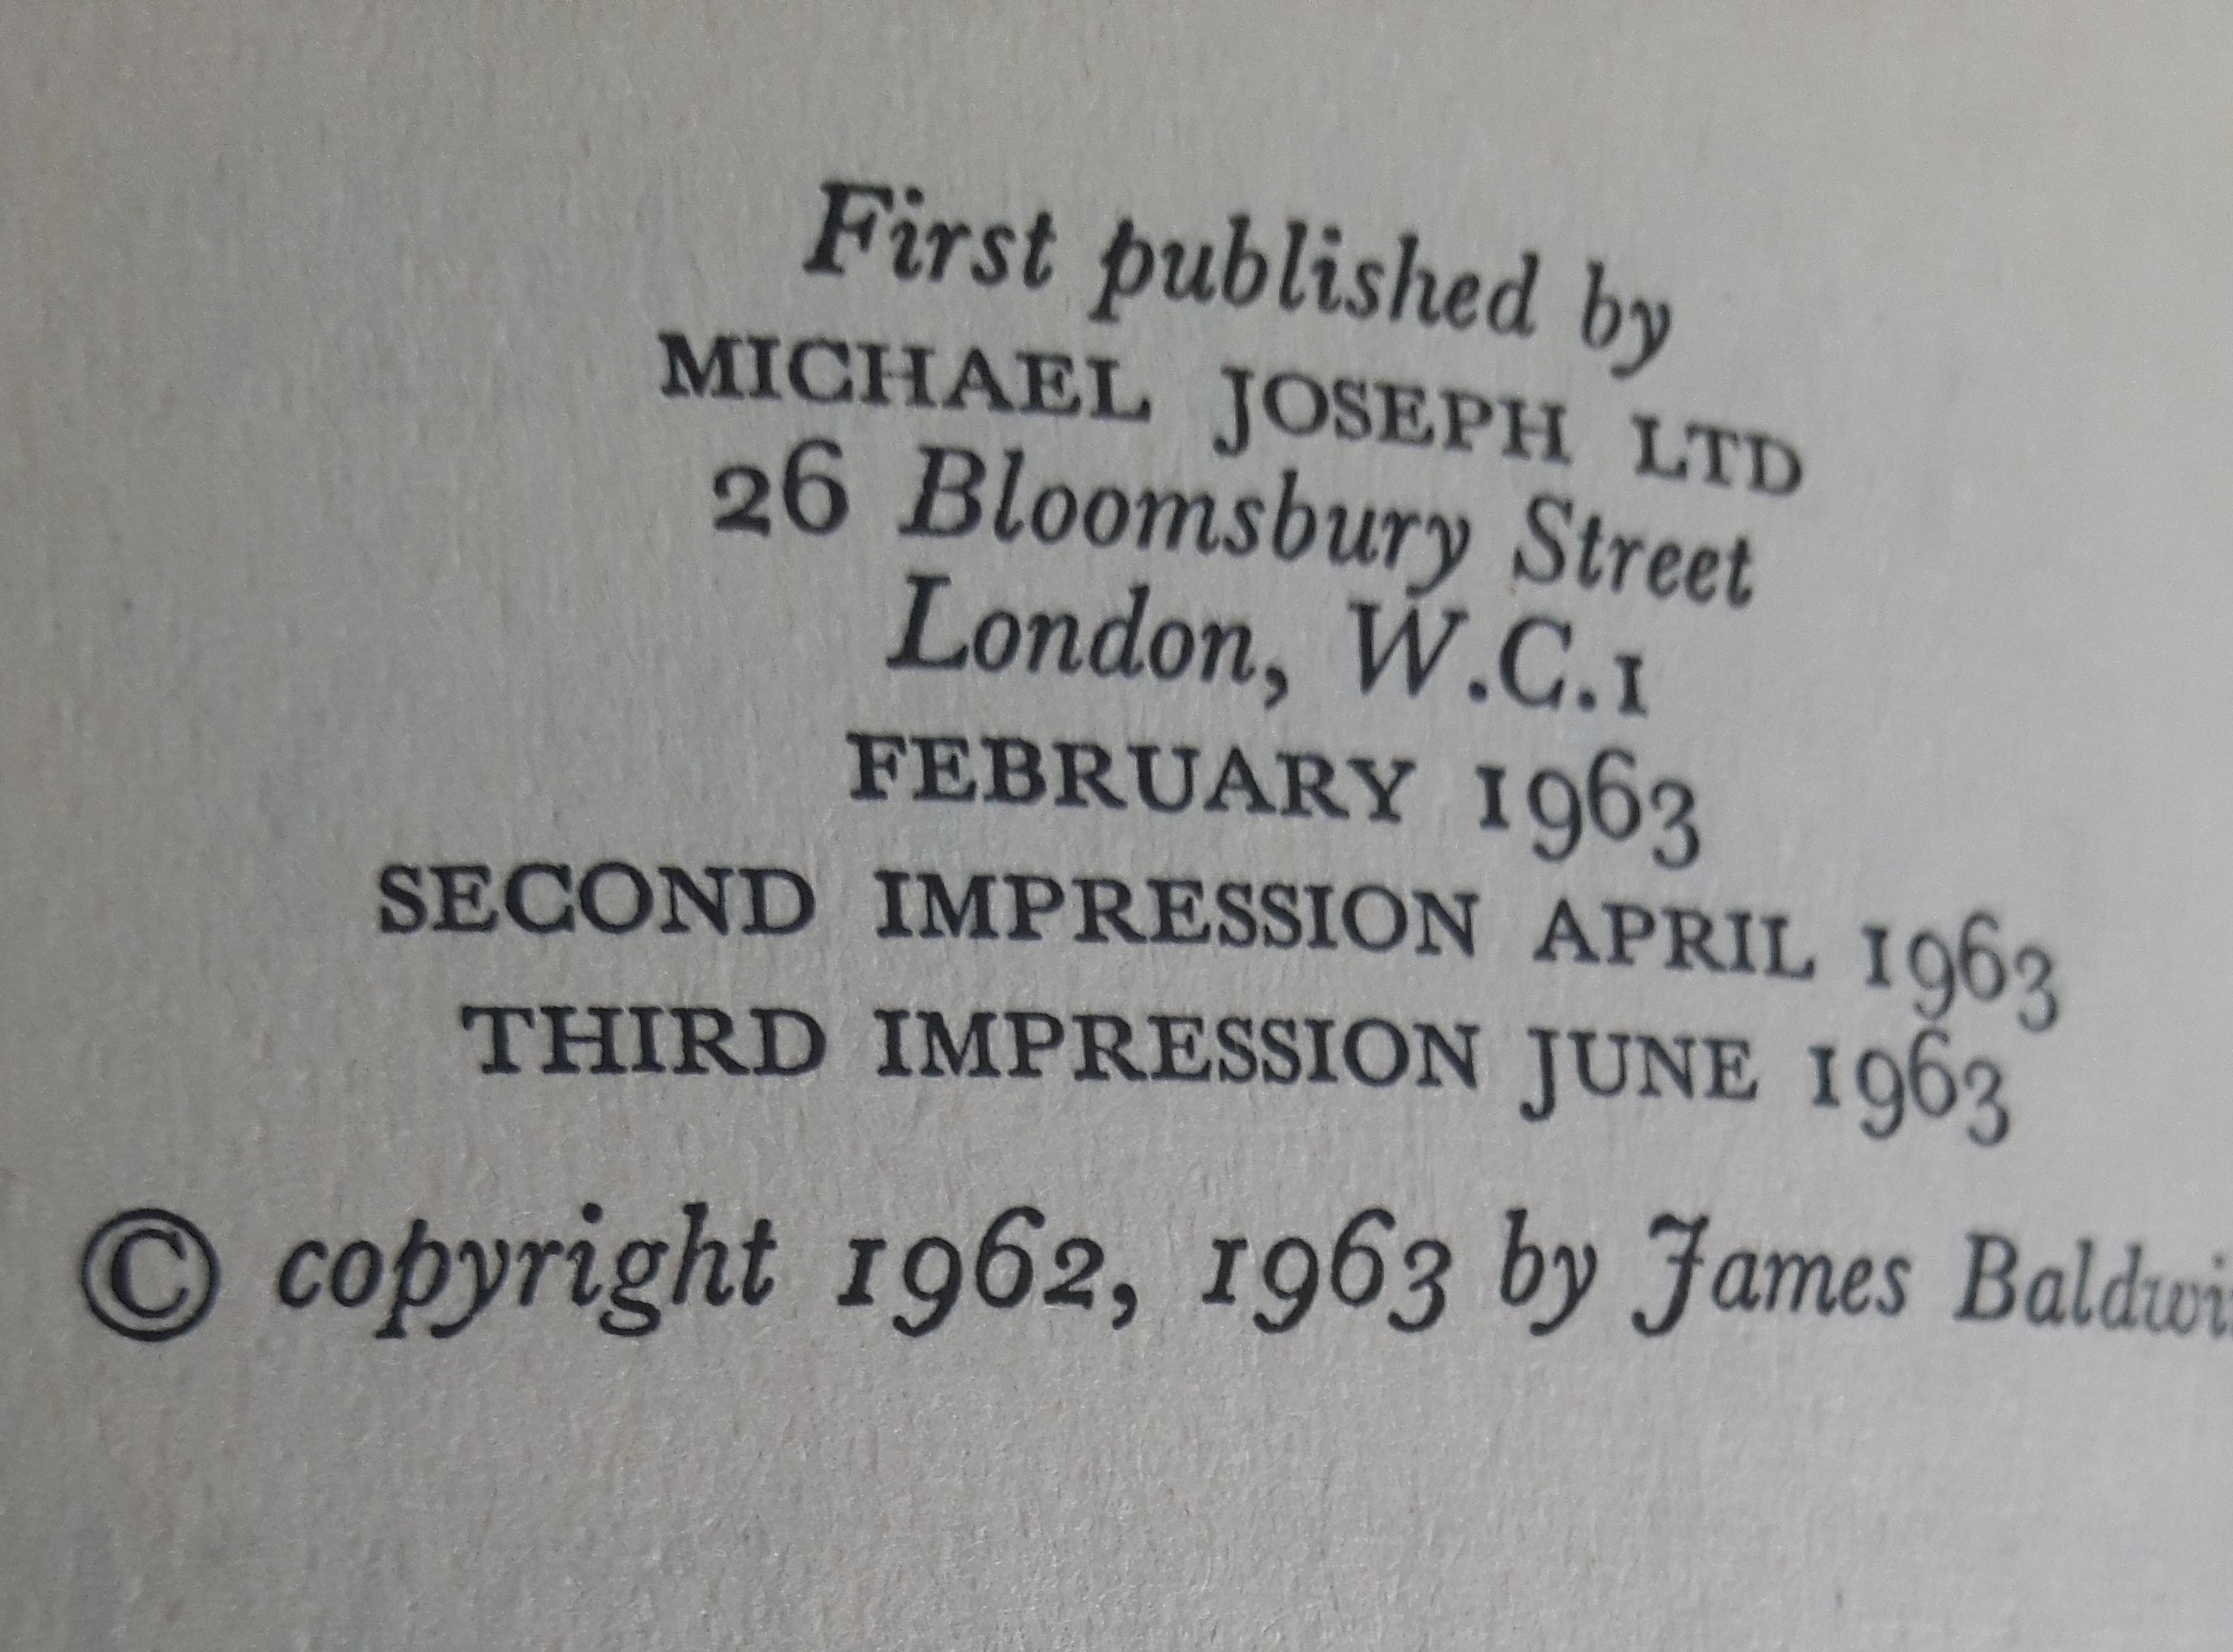 First published by
MICHAEL JOSEPH LTD
26 Bloomsbury Street
London, W.C.1
FEBRUARY 1963
SECOND IMPRESSION APRIL 1963
THIRD IMPRESSION JUNE 1963
© copyright 1962, 1963 by James Baldwi